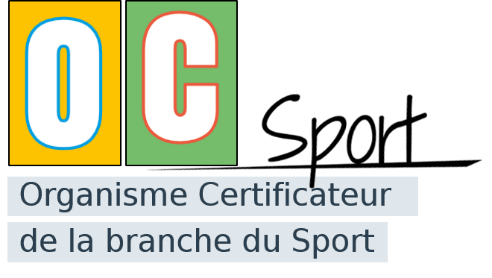 OC Sport
Organisme Certificateur
de la branche du Sport